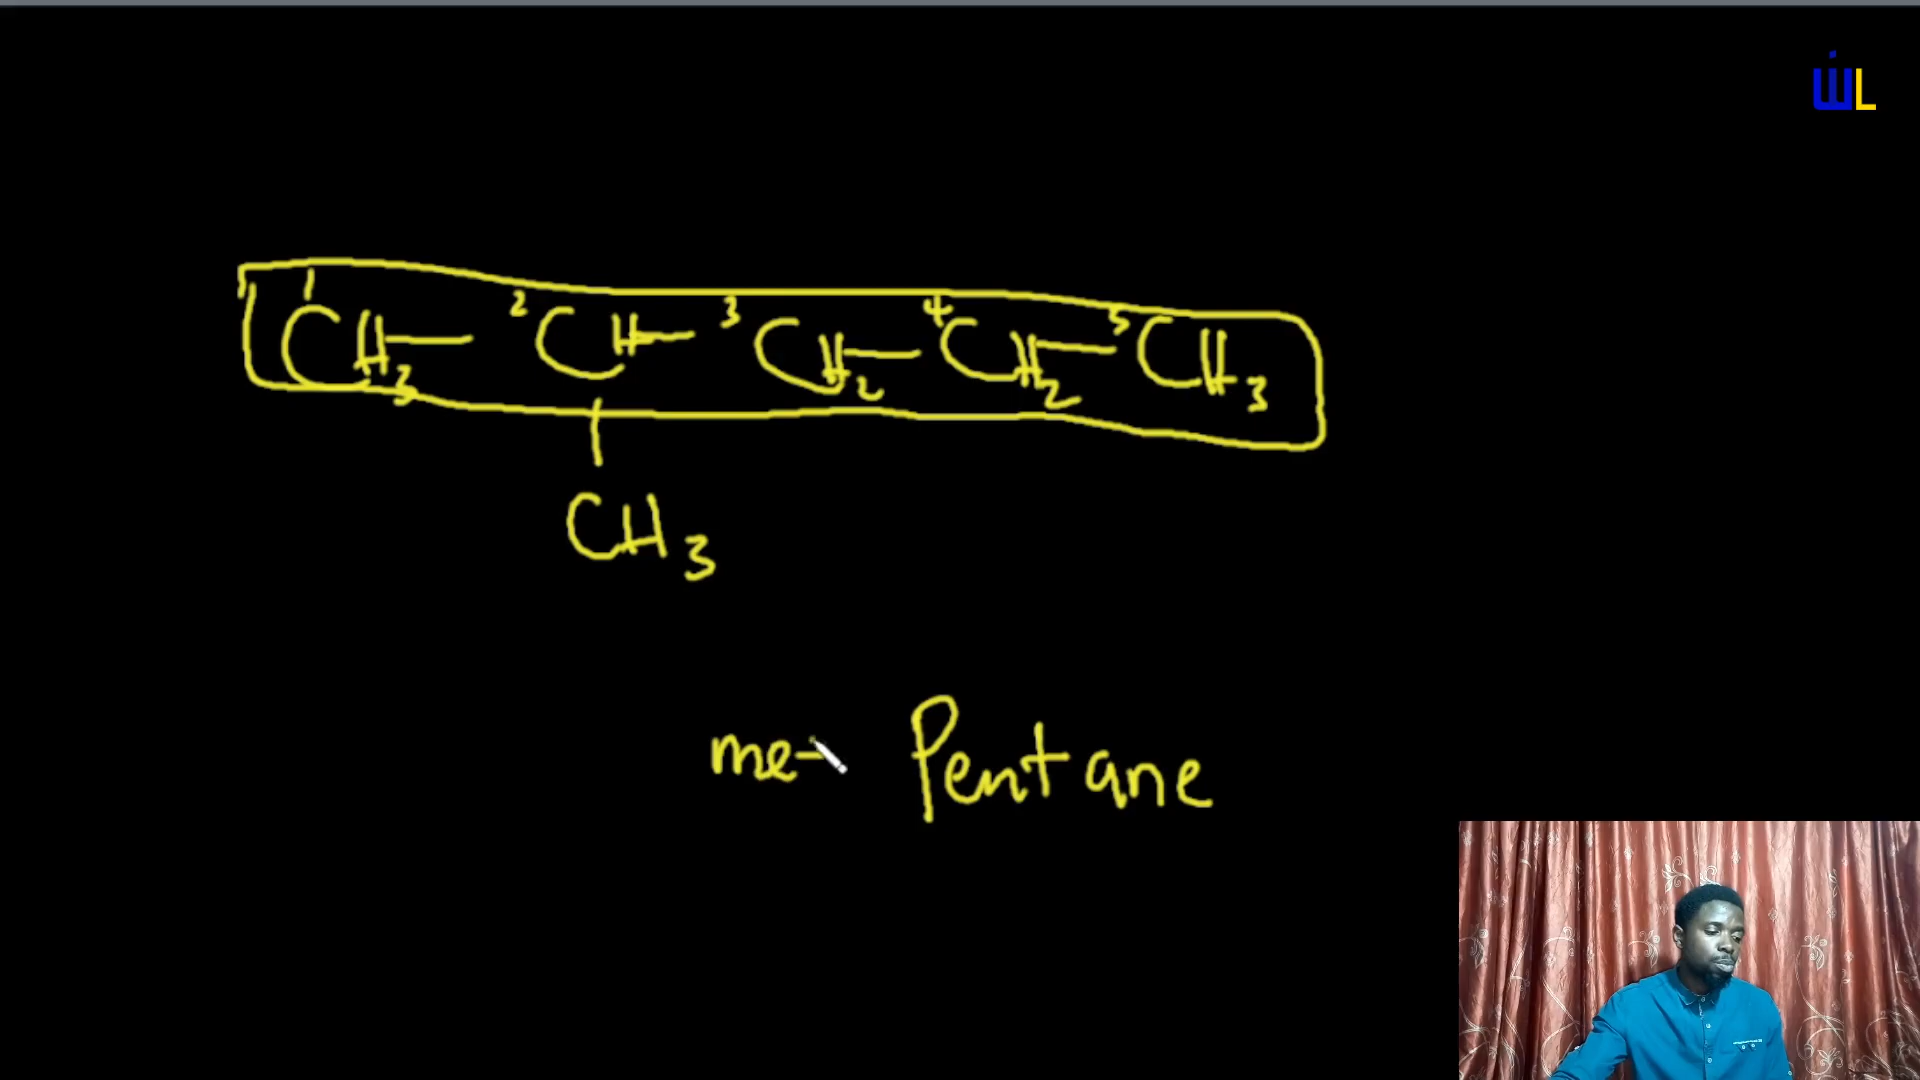 WL
1 2 3 4 5
CH3 — CH — CH2 — CH2 — CH3
CH3
me- Pentane